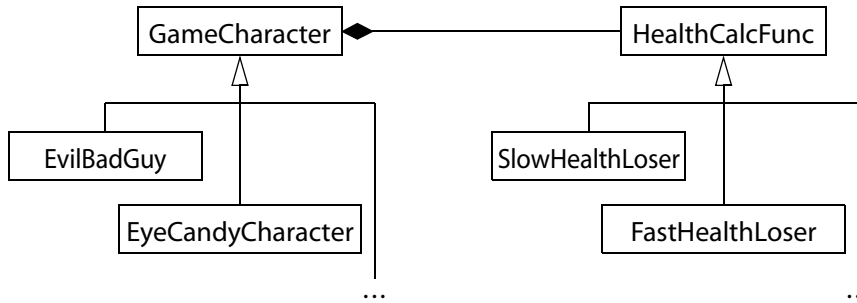 GameCharacter
HealthCalcFunc
EvilBadGuy
SlowHealthLoser
EyeCandyCharacter
FastHealthLoser
...
...